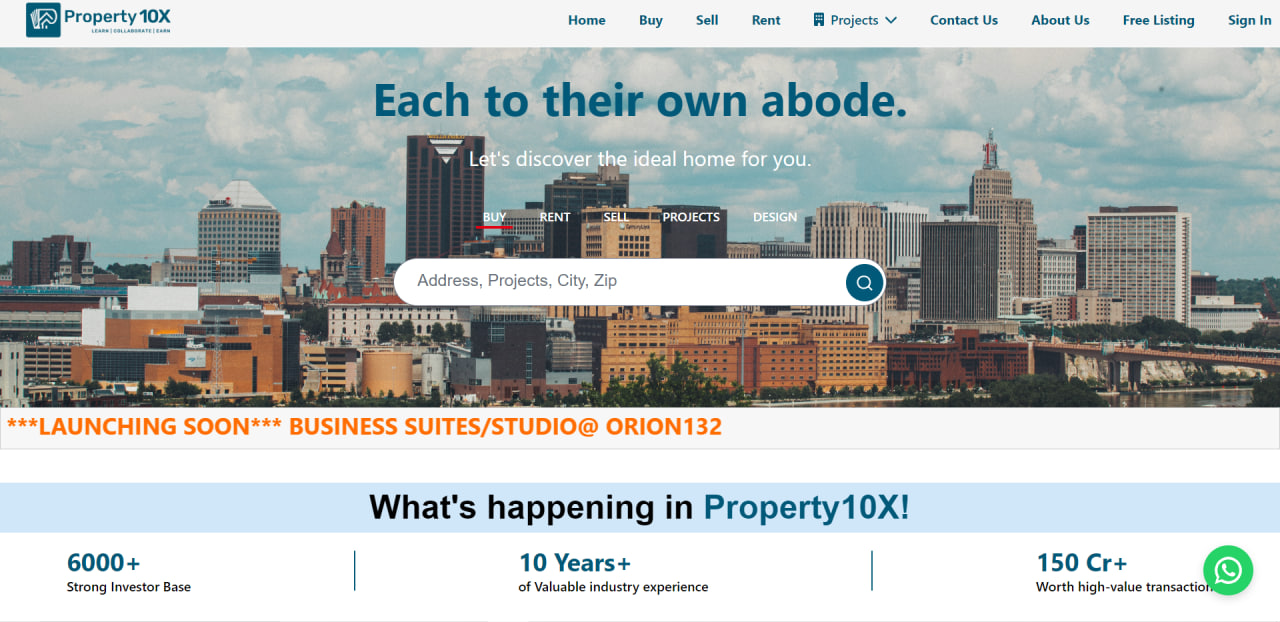 Property 10X
LEARN | COLLABORATE | EARN
Home Buy Sell Rent Projects Contact Us About Us Free Listing Sign In
Each to their own abode.
Let's discover the ideal home for you.
BUY RENT SELL PROJECTS DESIGN
Address, Projects, City, Zip
***LAUNCHING SOON*** BUSINESS SUITES/STUDIO@ ORION132
What's happening in Property10X!
6000+ 10 Years+ 150 Cr+
Strong Investor Base of Valuable industry experience Worth high-value transaction